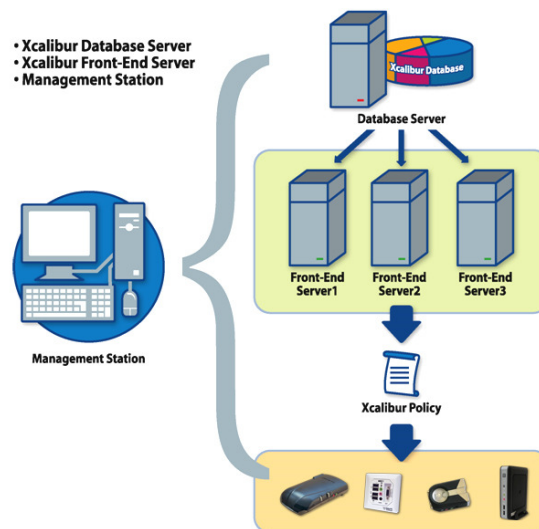 • Xcalibur Database Server
• Xcalibur Front-End Server
• Management Station
Xcalibur Database
Database Server
Front-End
Server1
Front-End
Server2
Front-End
Server3
Management Station
Xcalibur Policy